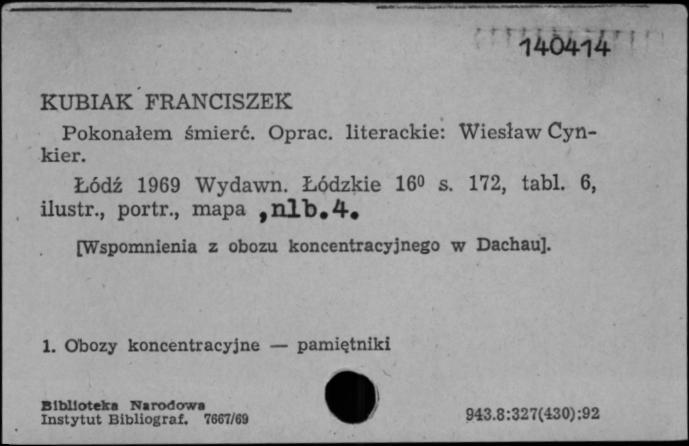 140414
KUBIAK FRANCISZEK
Pokonałem śmierć. Oprac. literackie: Wiesław Cyn-
kier.
Łódź 1969 Wydawn. Łódzkie 16⁰ s. 172, tabl. 6,
ilustr., portr., mapa ,nlb.4.
[Wspomnienia z obozu koncentracyjnego w Dachau].
1. Obozy koncentracyjne — pamiętniki
Biblioteka Narodowa
Instytut Bibliograf. 7667/69
943.8:327(430):92